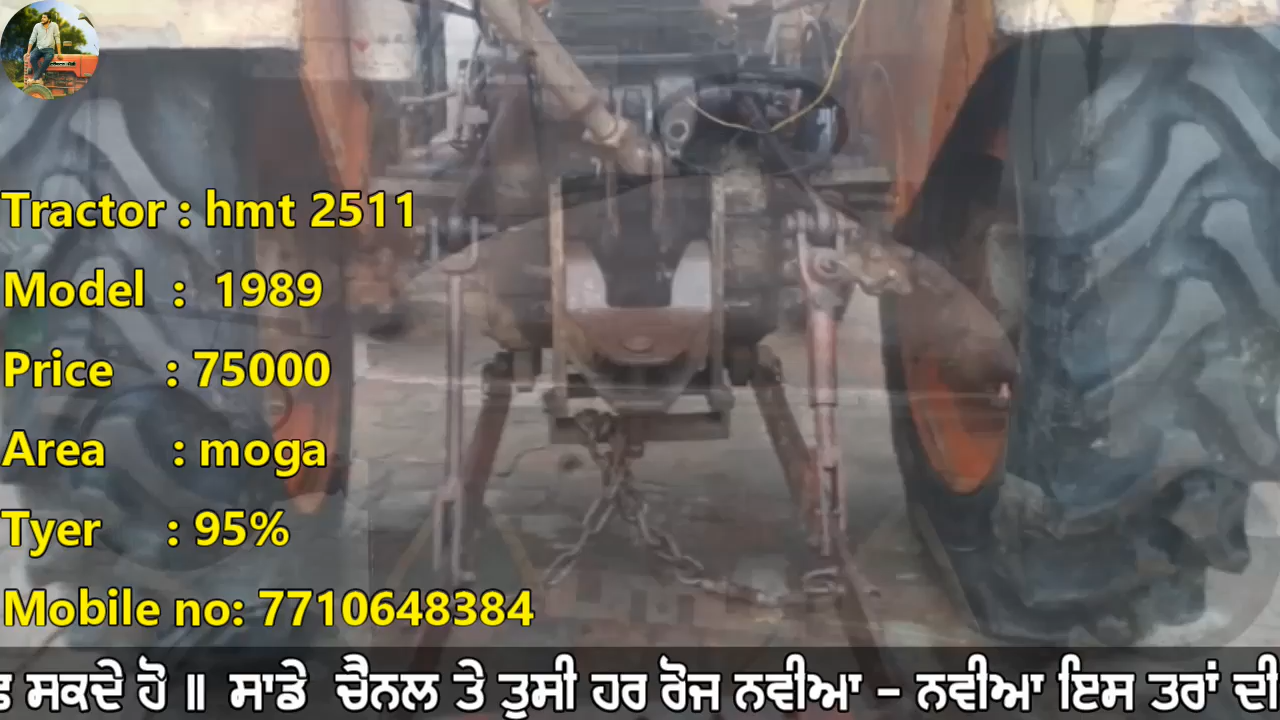 Tractor : hmt 2511
Model : 1989
Price : 75000
Area : moga
Tyer : 95%
Mobile no: 7710648384
ਸਕਦੇ ਹੋ ॥ ਸਾਡੇ ਚੈਨਲ ਤੇ ਤੁਸੀ ਹਰ ਰੋਜ ਨਵੀਆ - ਨਵੀਆ ਇਸ ਤਰਾਂ ਦੀ